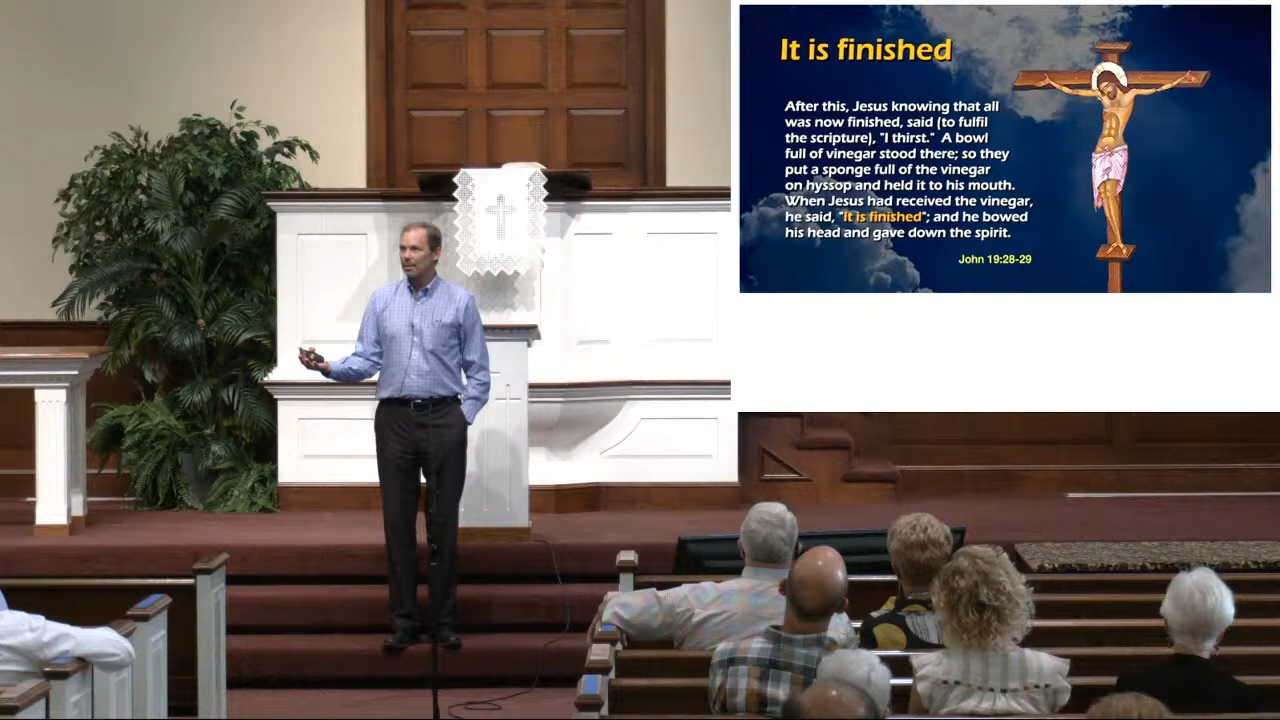 It is finished
After this, Jesus knowing that all
was now finished, said (to fulfil
the scripture), "I thirst." A bowl
full of vinegar stood there; so they
put a sponge full of the vinegar
on hyssop and held it to his mouth.
When Jesus had received the vinegar,
he said, "It is finished"; and he bowed
his head and gave down the spirit.
John 19:28-29